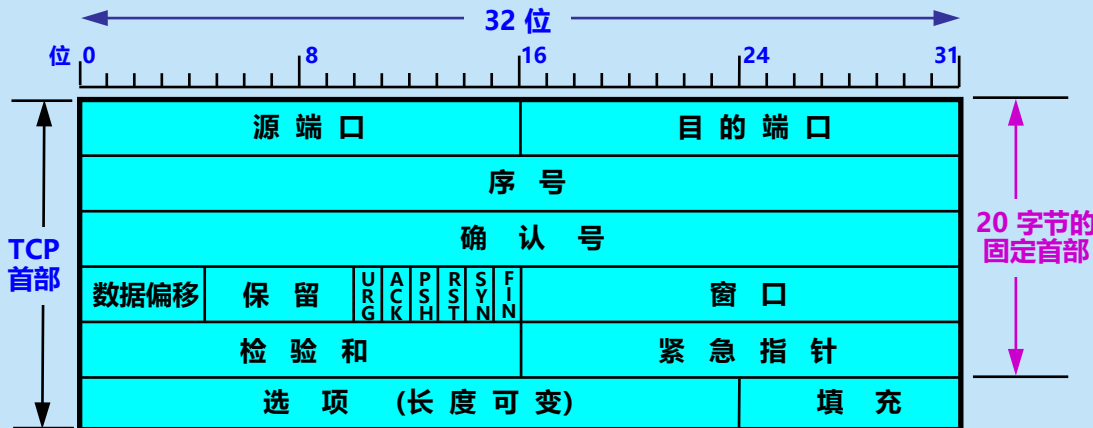 32 位
位 0 8 16 24 31
源 端 口 目 的 端 口
序 号
确 认 号
TCP
首部
20 字节的
固定首部
数据偏移 保 留 URG ACK PSH RST SYN FIN 窗 口
检 验 和 紧 急 指 针
选 项 (长 度 可 变) 填 充